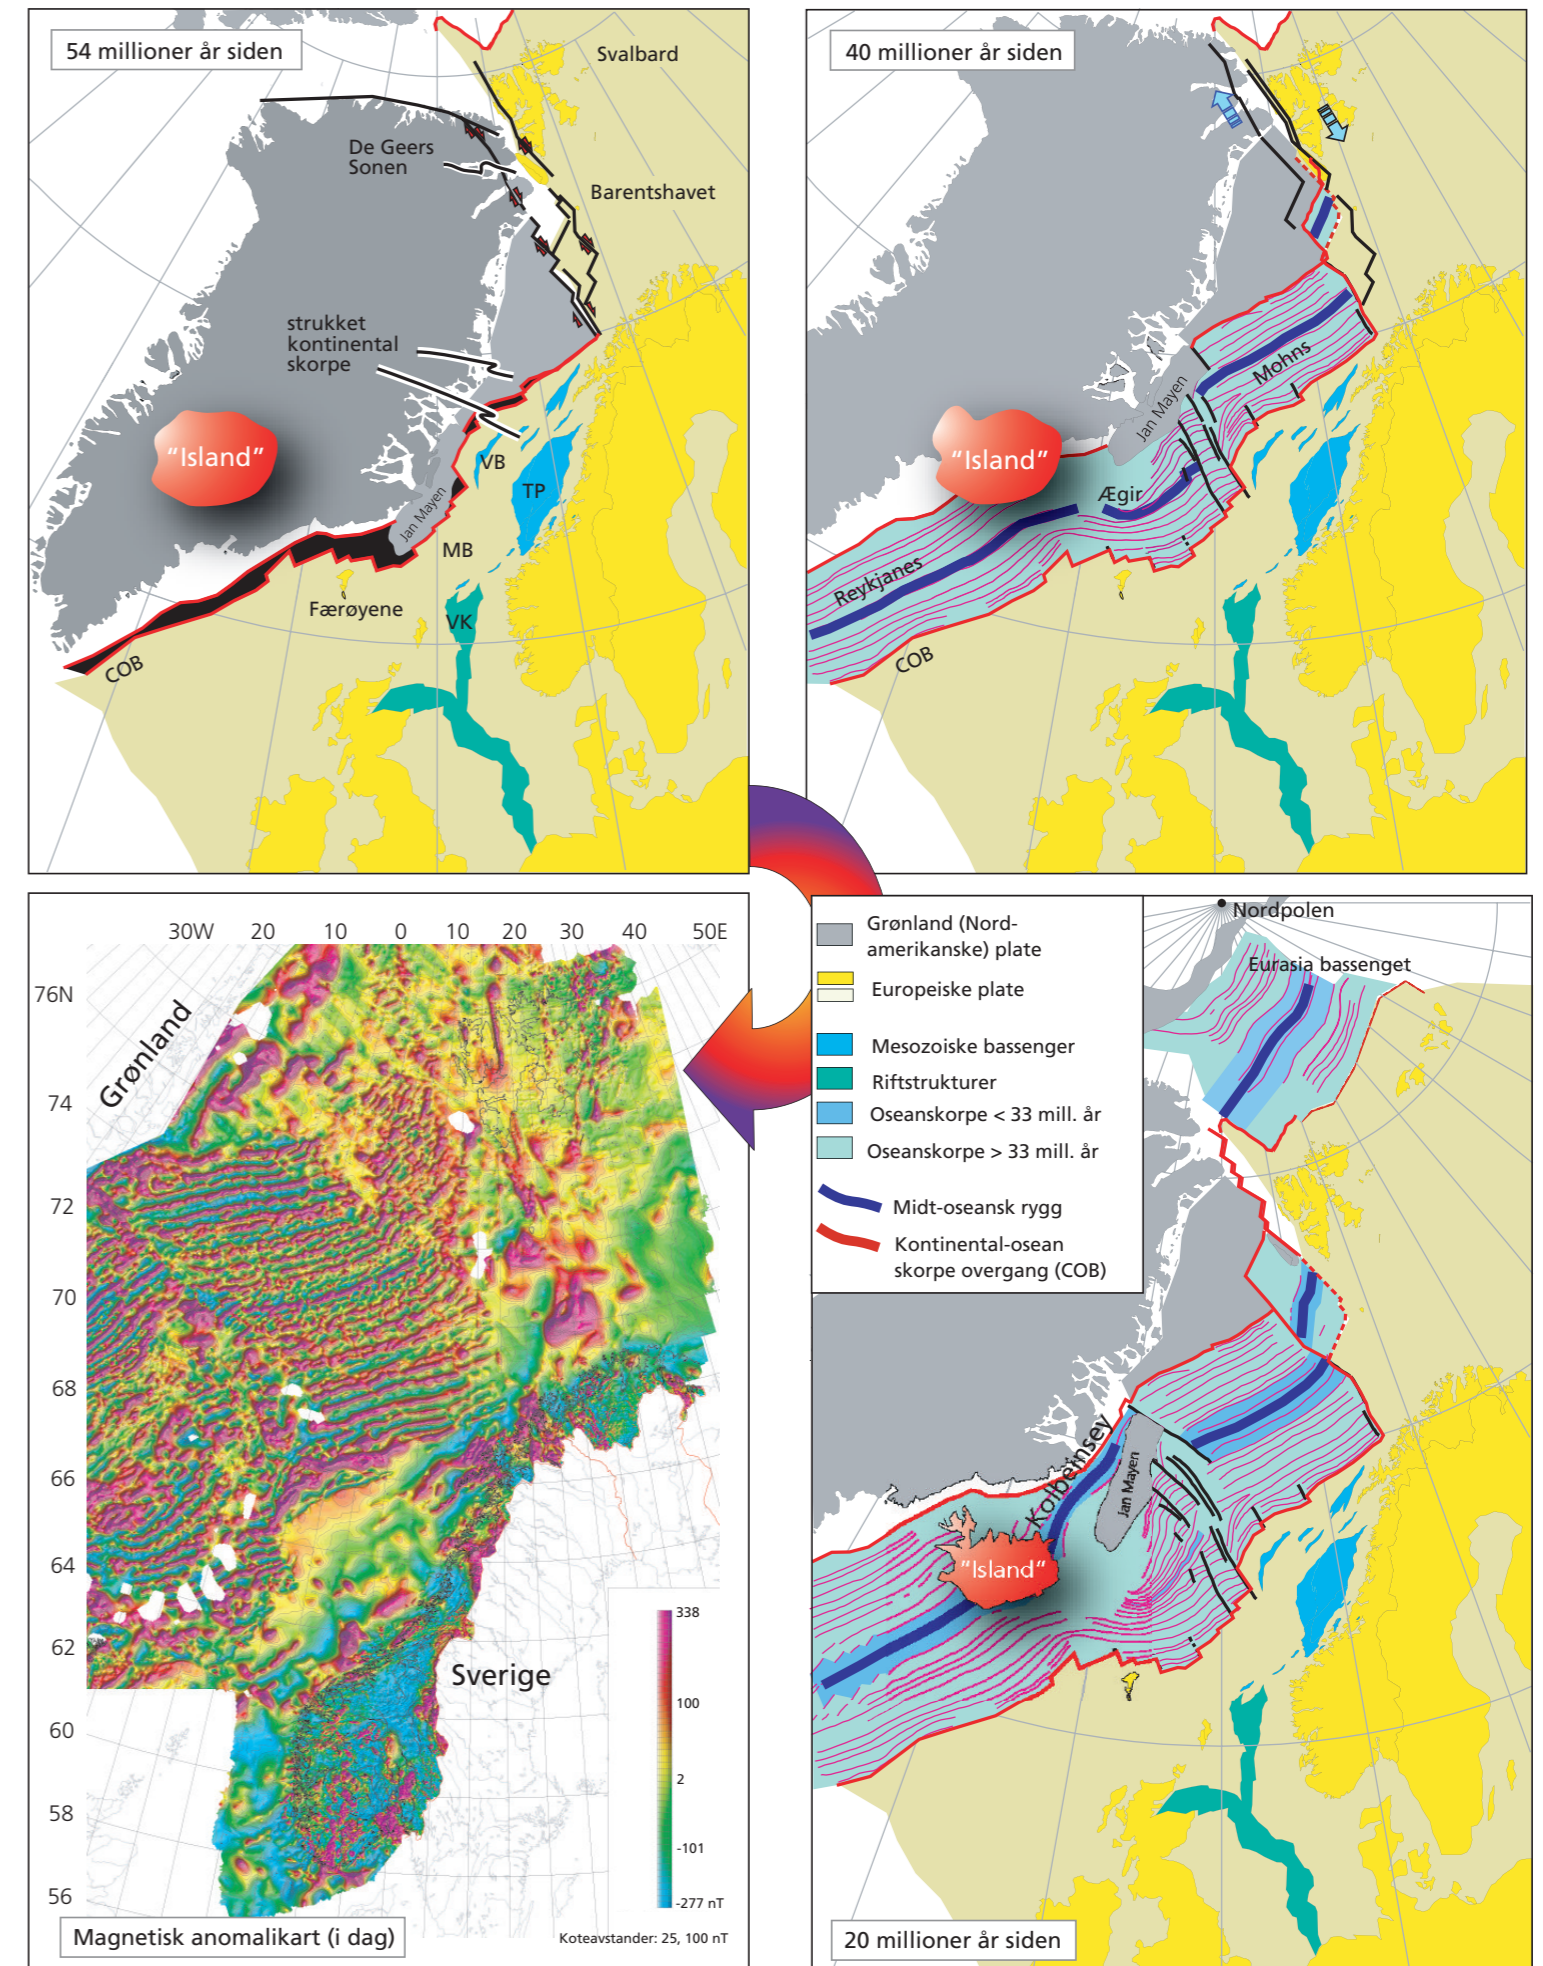 54 millioner år siden
Svalbard
De Geers
Sonen
Barentshavet
strukket
kontinental
skorpe
"Island"
VB
TP
Jan Mayen
MB
Færøyene
VK
COB
40 millioner år siden
Mohns
Jan Mayen
"Island"
Ægir
Reykjanes
COB
30W 20 10 0 10 20 30 40 50E
76N
74
72
70
68
66
64
62
60
58
56
Grønland
Sverige
338
100
2
-101
-277 nT
Magnetisk anomalikart (i dag)
Koteavstander: 25, 100 nT
Grønland (Nord-
amerikanske) plate
Europeiske plate
Mesozoiske bassenger
Riftstrukturer
Oseanskorpe < 33 mill. år
Oseanskorpe > 33 mill. år
Midt-oseansk rygg
Kontinental-osean
skorpe overgang (COB)
Nordpolen
Eurasia bassenget
Kolbeinsey
Jan Mayen
"Island"
20 millioner år siden